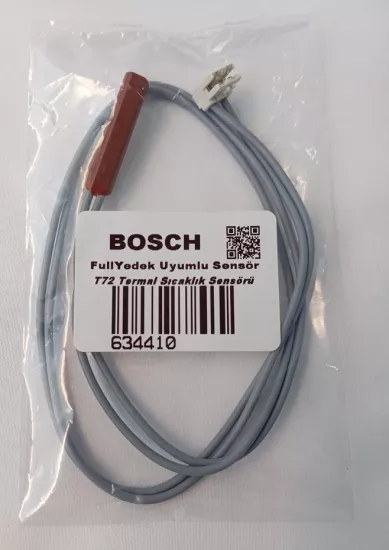 BOSCH
FullYedek Uyumlu Sensör
T72 Termal Sıcaklık Sensörü
634410